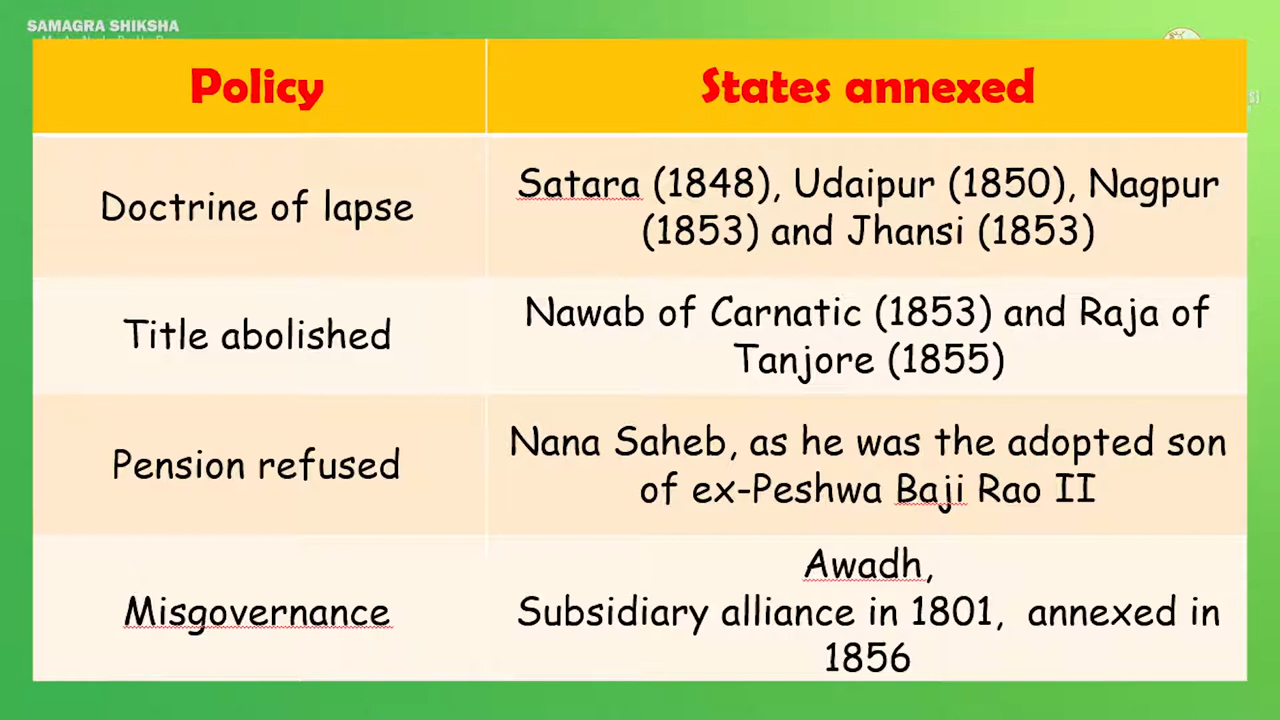 SAMAGRA SHIKSHA
Policy
States annexed
Doctrine of lapse
Satara (1848), Udaipur (1850), Nagpur
(1853) and Jhansi (1853)
Title abolished
Nawab of Carnatic (1853) and Raja of
Tanjore (1855)
Pension refused
Nana Saheb, as he was the adopted son
of ex-Peshwa Baji Rao II
Misgovernance
Awadh,
Subsidiary alliance in 1801, annexed in
1856